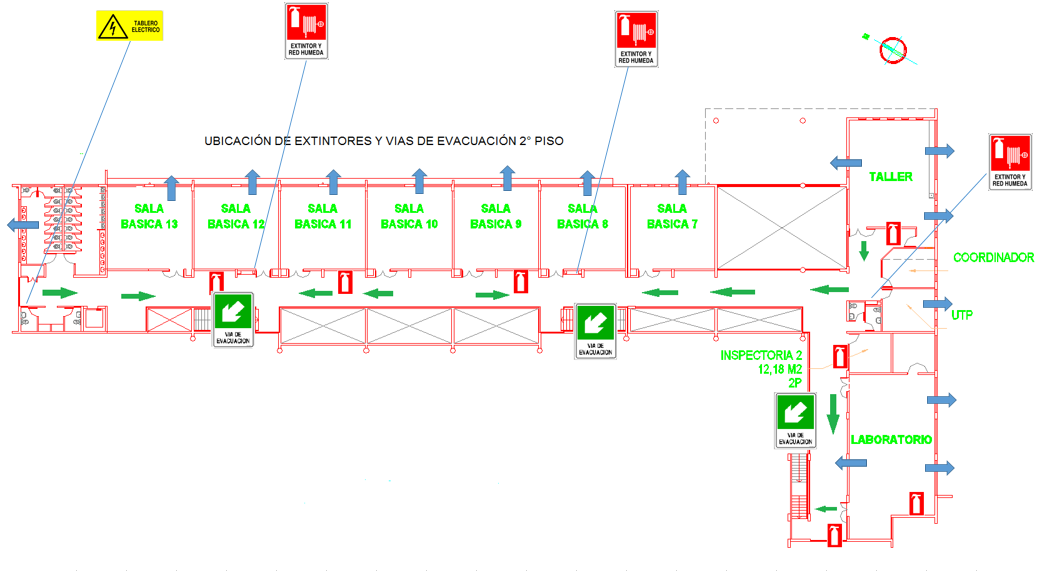 TABLERO
ELECTRICO
EXTINTOR Y
RED HUMEDA
EXTINTOR Y
RED HUMEDA
UBICACIÓN DE EXTINTORES Y VIAS DE EVACUACIÓN 2° PISO
EXTINTOR Y
RED HUMEDA
TALLER
SALA
BASICA 13
SALA
BASICA 12
SALA
BASICA 11
SALA
BASICA 10
SALA
BASICA 9
SALA
BASICA 8
SALA
BASICA 7
COORDINADOR
UTP
VIA DE
EVACUACION
VIA DE
EVACUACION
INSPECTORIA 2
12,18 M2
2P
VIA DE
EVACUACION
LABORATORIO